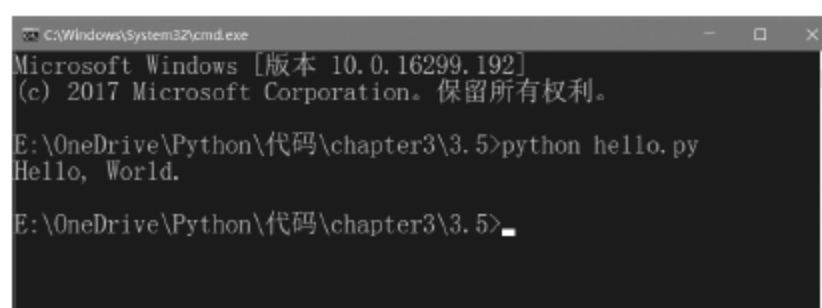 C:\Windows\System32\cmd.exe
Microsoft Windows [版本 10.0.16299.192]
(c) 2017 Microsoft Corporation。保留所有权利。
E:\OneDrive\Python\代码\chapter3\3.5>python hello.py
Hello, World.
E:\OneDrive\Python\代码\chapter3\3.5>